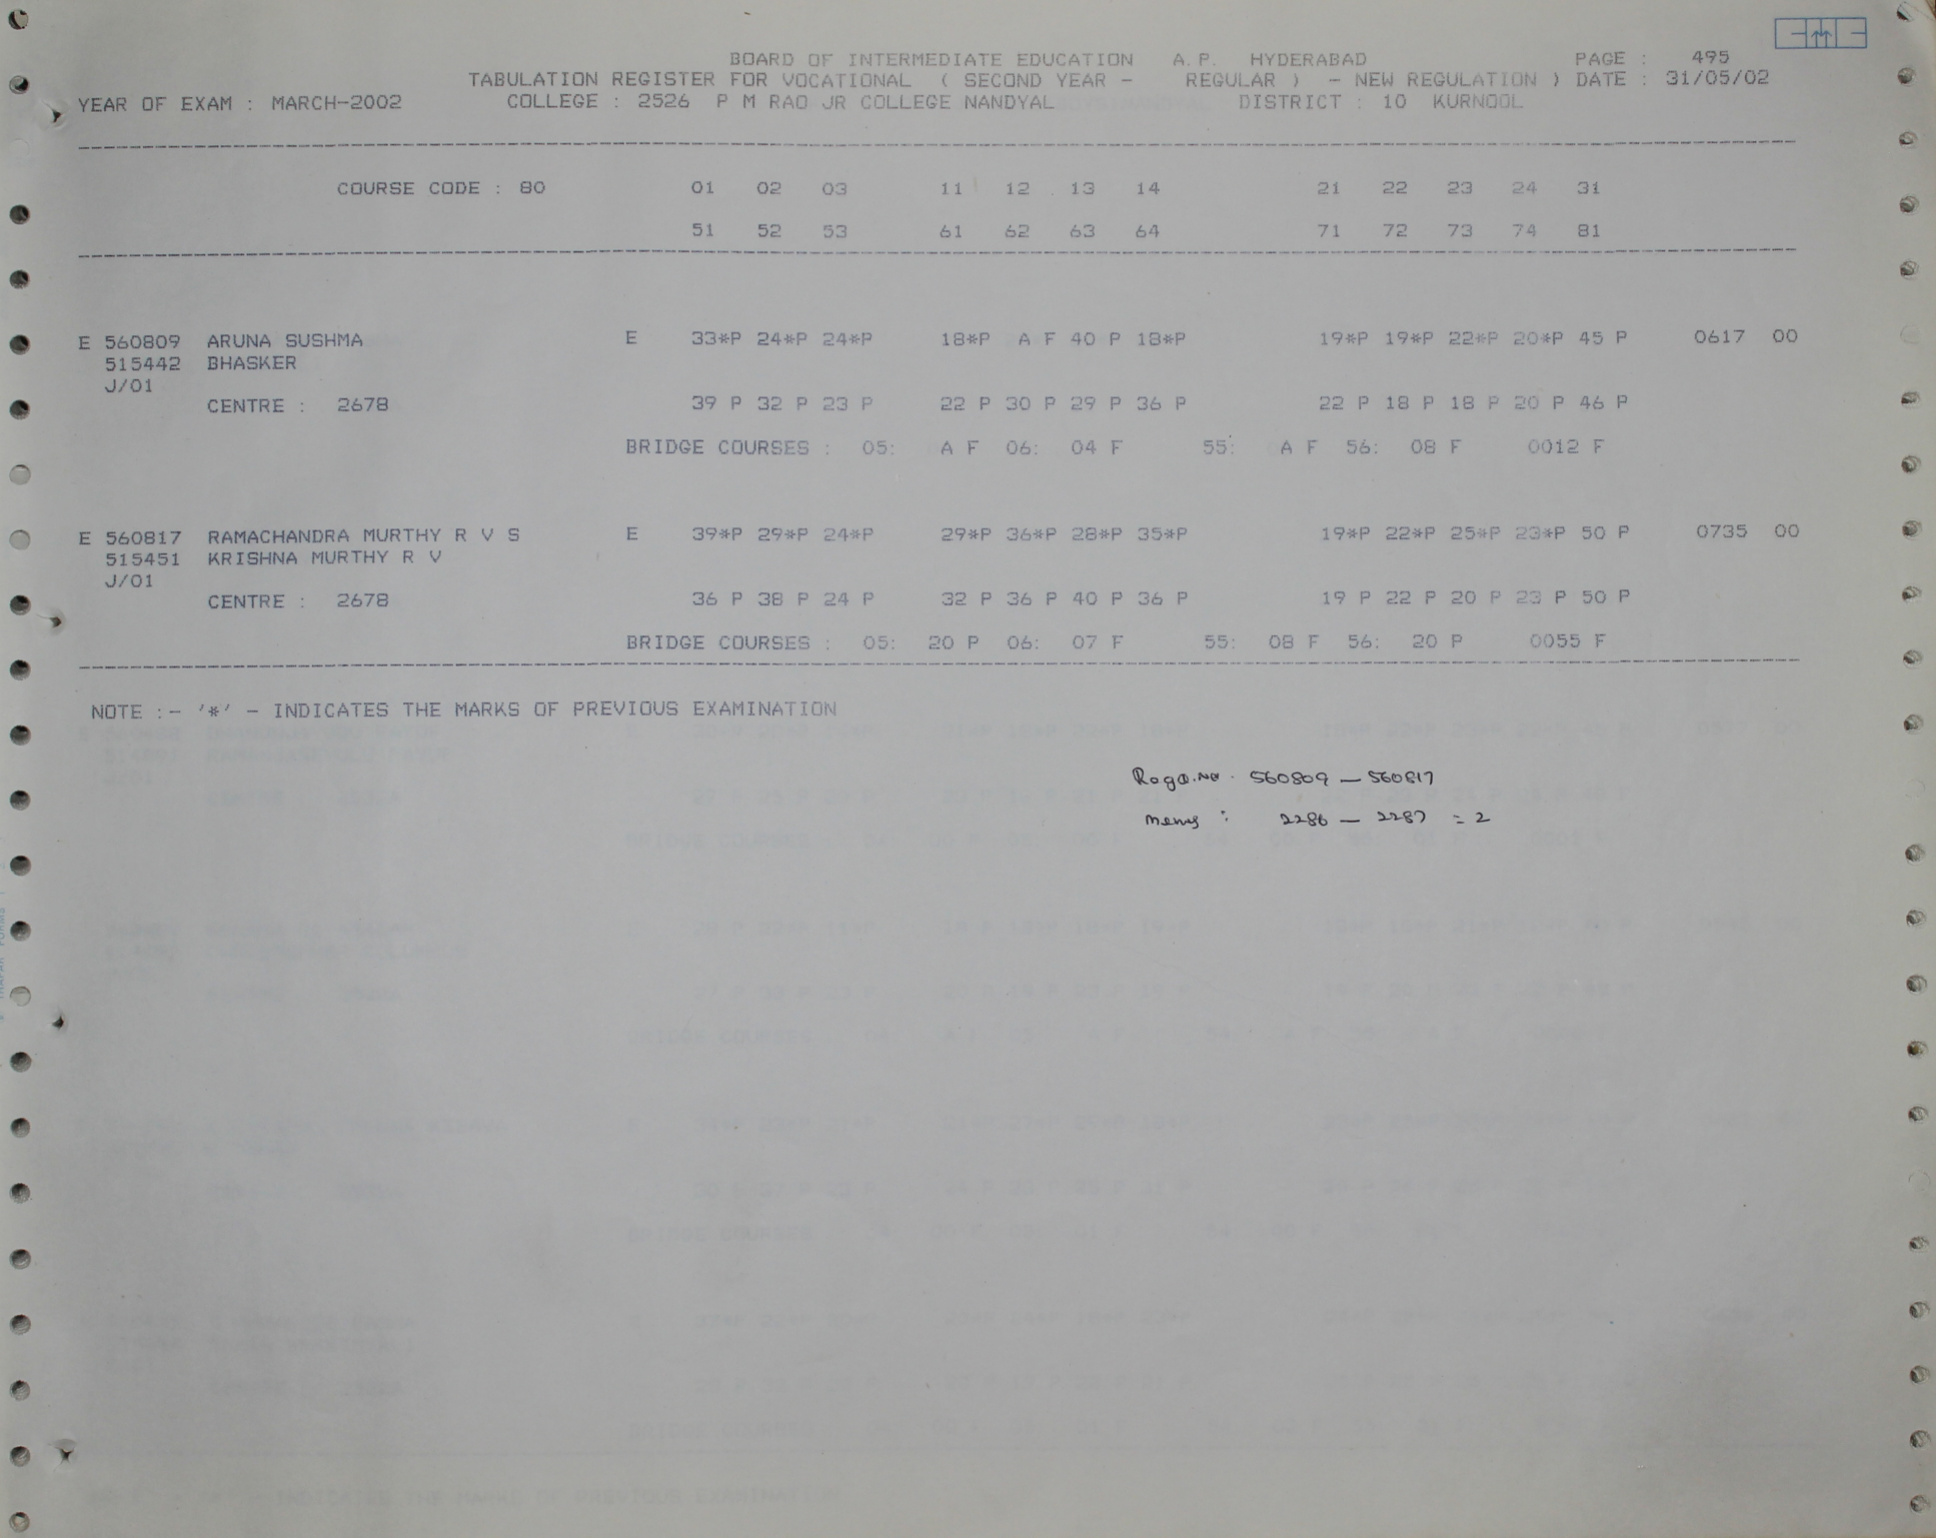 BOARD OF INTERMEDIATE EDUCATION A.P. HYDERABAD PAGE : 495
TABULATION REGISTER FOR VOCATIONAL ( SECOND YEAR - REGULAR ) - NEW REGULATION ) DATE : 31/05/02
YEAR OF EXAM : MARCH-2002 COLLEGE : 2526 P M RAO JR COLLEGE NANDYAL DISTRICT : 10 KURNOOL
COURSE CODE : 80 01 02 03 11 12 13 14 21 22 23 24 31
51 52 53 61 62 63 64 71 72 73 74 81
E 560809 ARUNA SUSHMA E 33*P 24*P 24*P 18*P A F 40 P 18*P 19*P 19*P 22*P 20*P 45 P 0617 00
515442 BHASKER
J/01
CENTRE : 2678 39 P 32 P 23 P 22 P 30 P 29 P 36 P 22 P 18 P 18 P 20 P 46 P
BRIDGE COURSES : 05: A F 06: 04 F 55: A F 56: 08 F 0012 F
E 560817 RAMACHANDRA MURTHY R V S E 39*P 29*P 24*P 29*P 36*P 28*P 35*P 19*P 22*P 25*P 23*P 50 P 0735 00
515451 KRISHNA MURTHY R V
J/01
CENTRE : 2678 36 P 38 P 24 P 32 P 36 P 40 P 36 P 19 P 22 P 20 P 23 P 50 P
BRIDGE COURSES : 05: 20 P 06: 07 F 55: 08 F 56: 20 P 0055 F
NOTE :- '*' - INDICATES THE MARKS OF PREVIOUS EXAMINATION
560809 — 560817
: 2286 — 2287 = 2